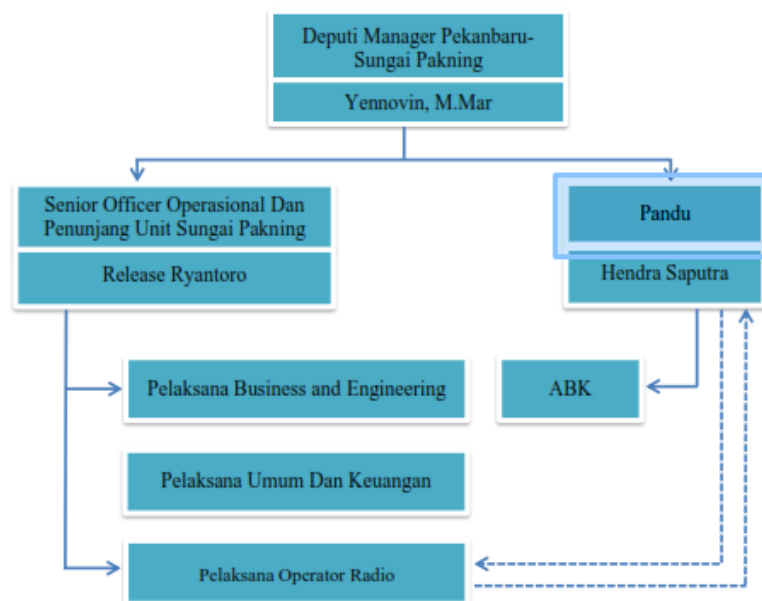 Deputi Manager Pekanbaru-
Sungai Pakning
Yennovin, M.Mar
Senior Officer Operasional Dan
Penunjang Unit Sungai Pakning
Release Ryantoro
Pandu
Hendra Saputra
Pelaksana Business and Engineering
ABK
Pelaksana Umum Dan Keuangan
Pelaksana Operator Radio